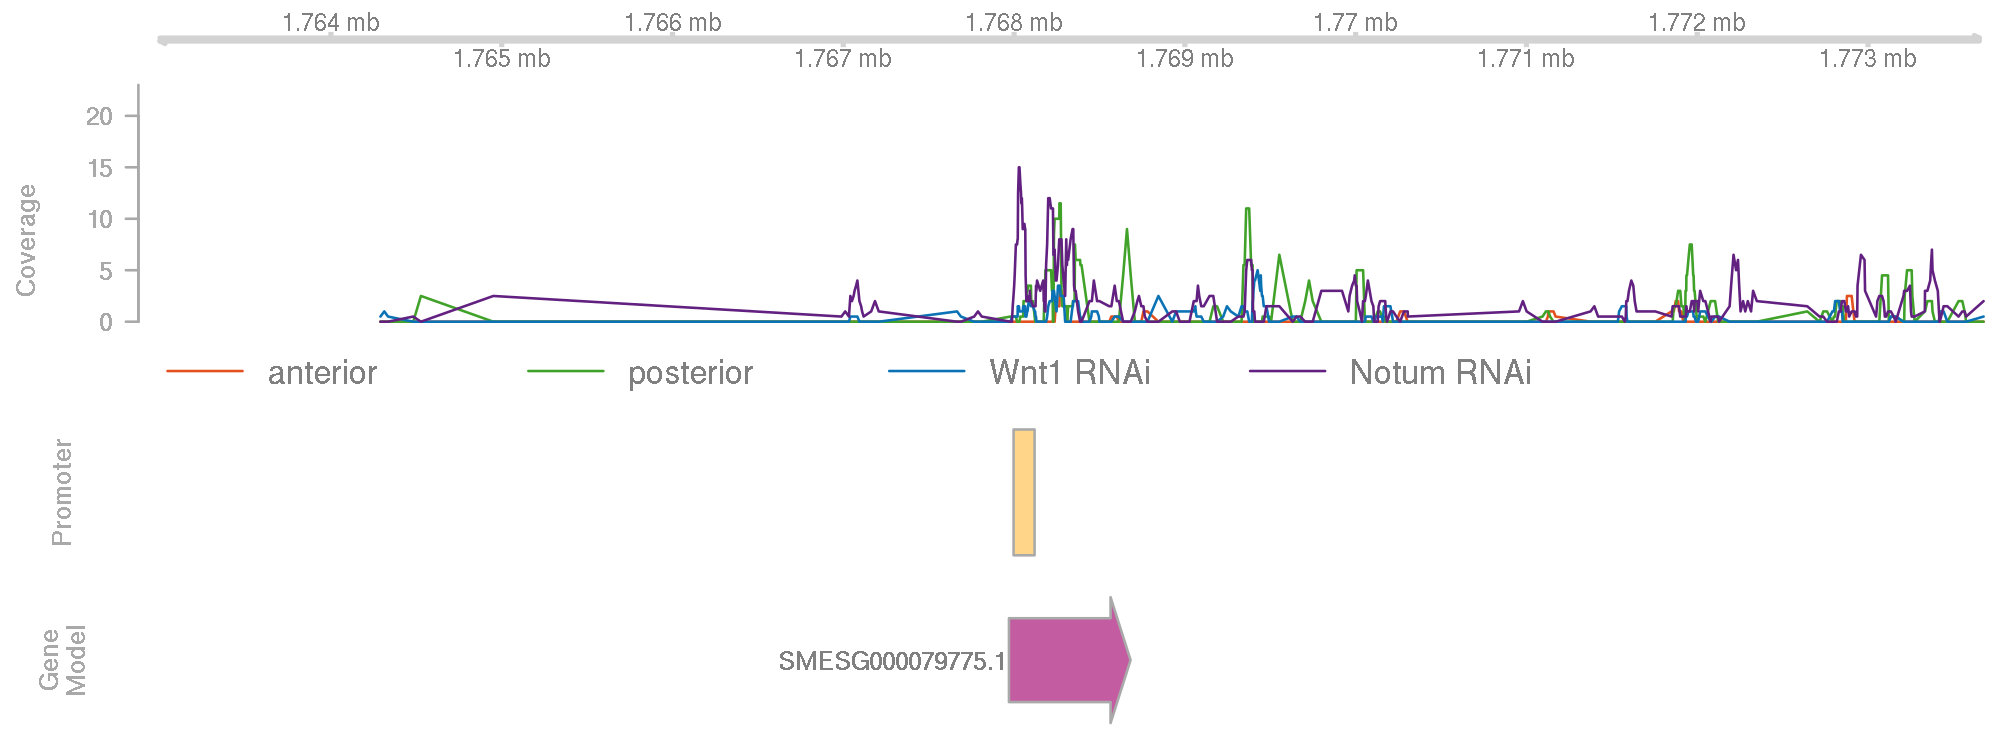 1.764 mb 1.766 mb 1.768 mb 1.77 mb 1.772 mb
1.765 mb 1.767 mb 1.769 mb 1.771 mb 1.773 mb
Coverage
20
15
10
5
0
anterior posterior Wnt1 RNAi Notum RNAi
Promoter
Gene
Model
SMESG000079775.1